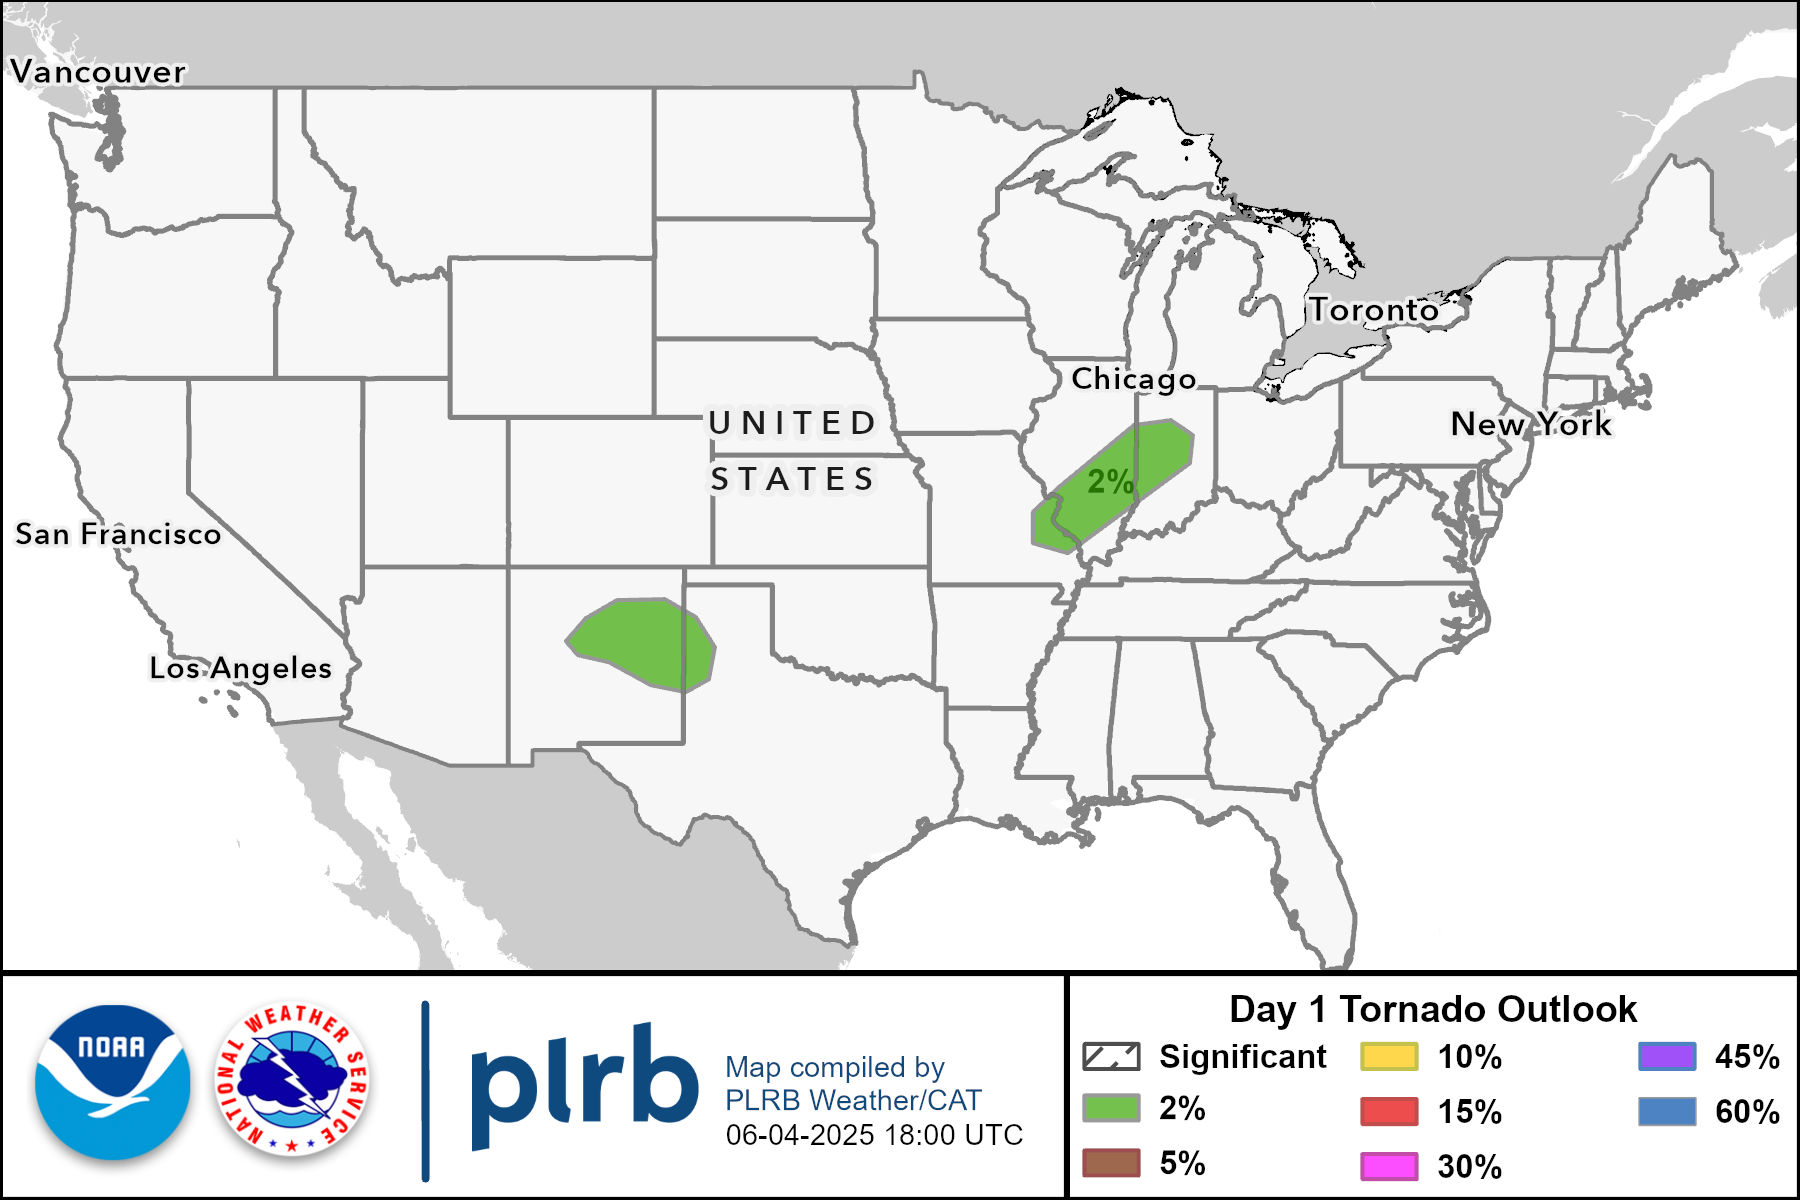 Vancouver
Toronto
Chicago
UNITED
STATES
New York
2%
San Francisco
Los Angeles
NOAA
NATIONAL WEATHER SERVICE
plrb
Map compiled by
PLRB Weather/CAT
06-04-2025 18:00 UTC
Day 1 Tornado Outlook
Significant
2%
5%
10%
15%
30%
45%
60%